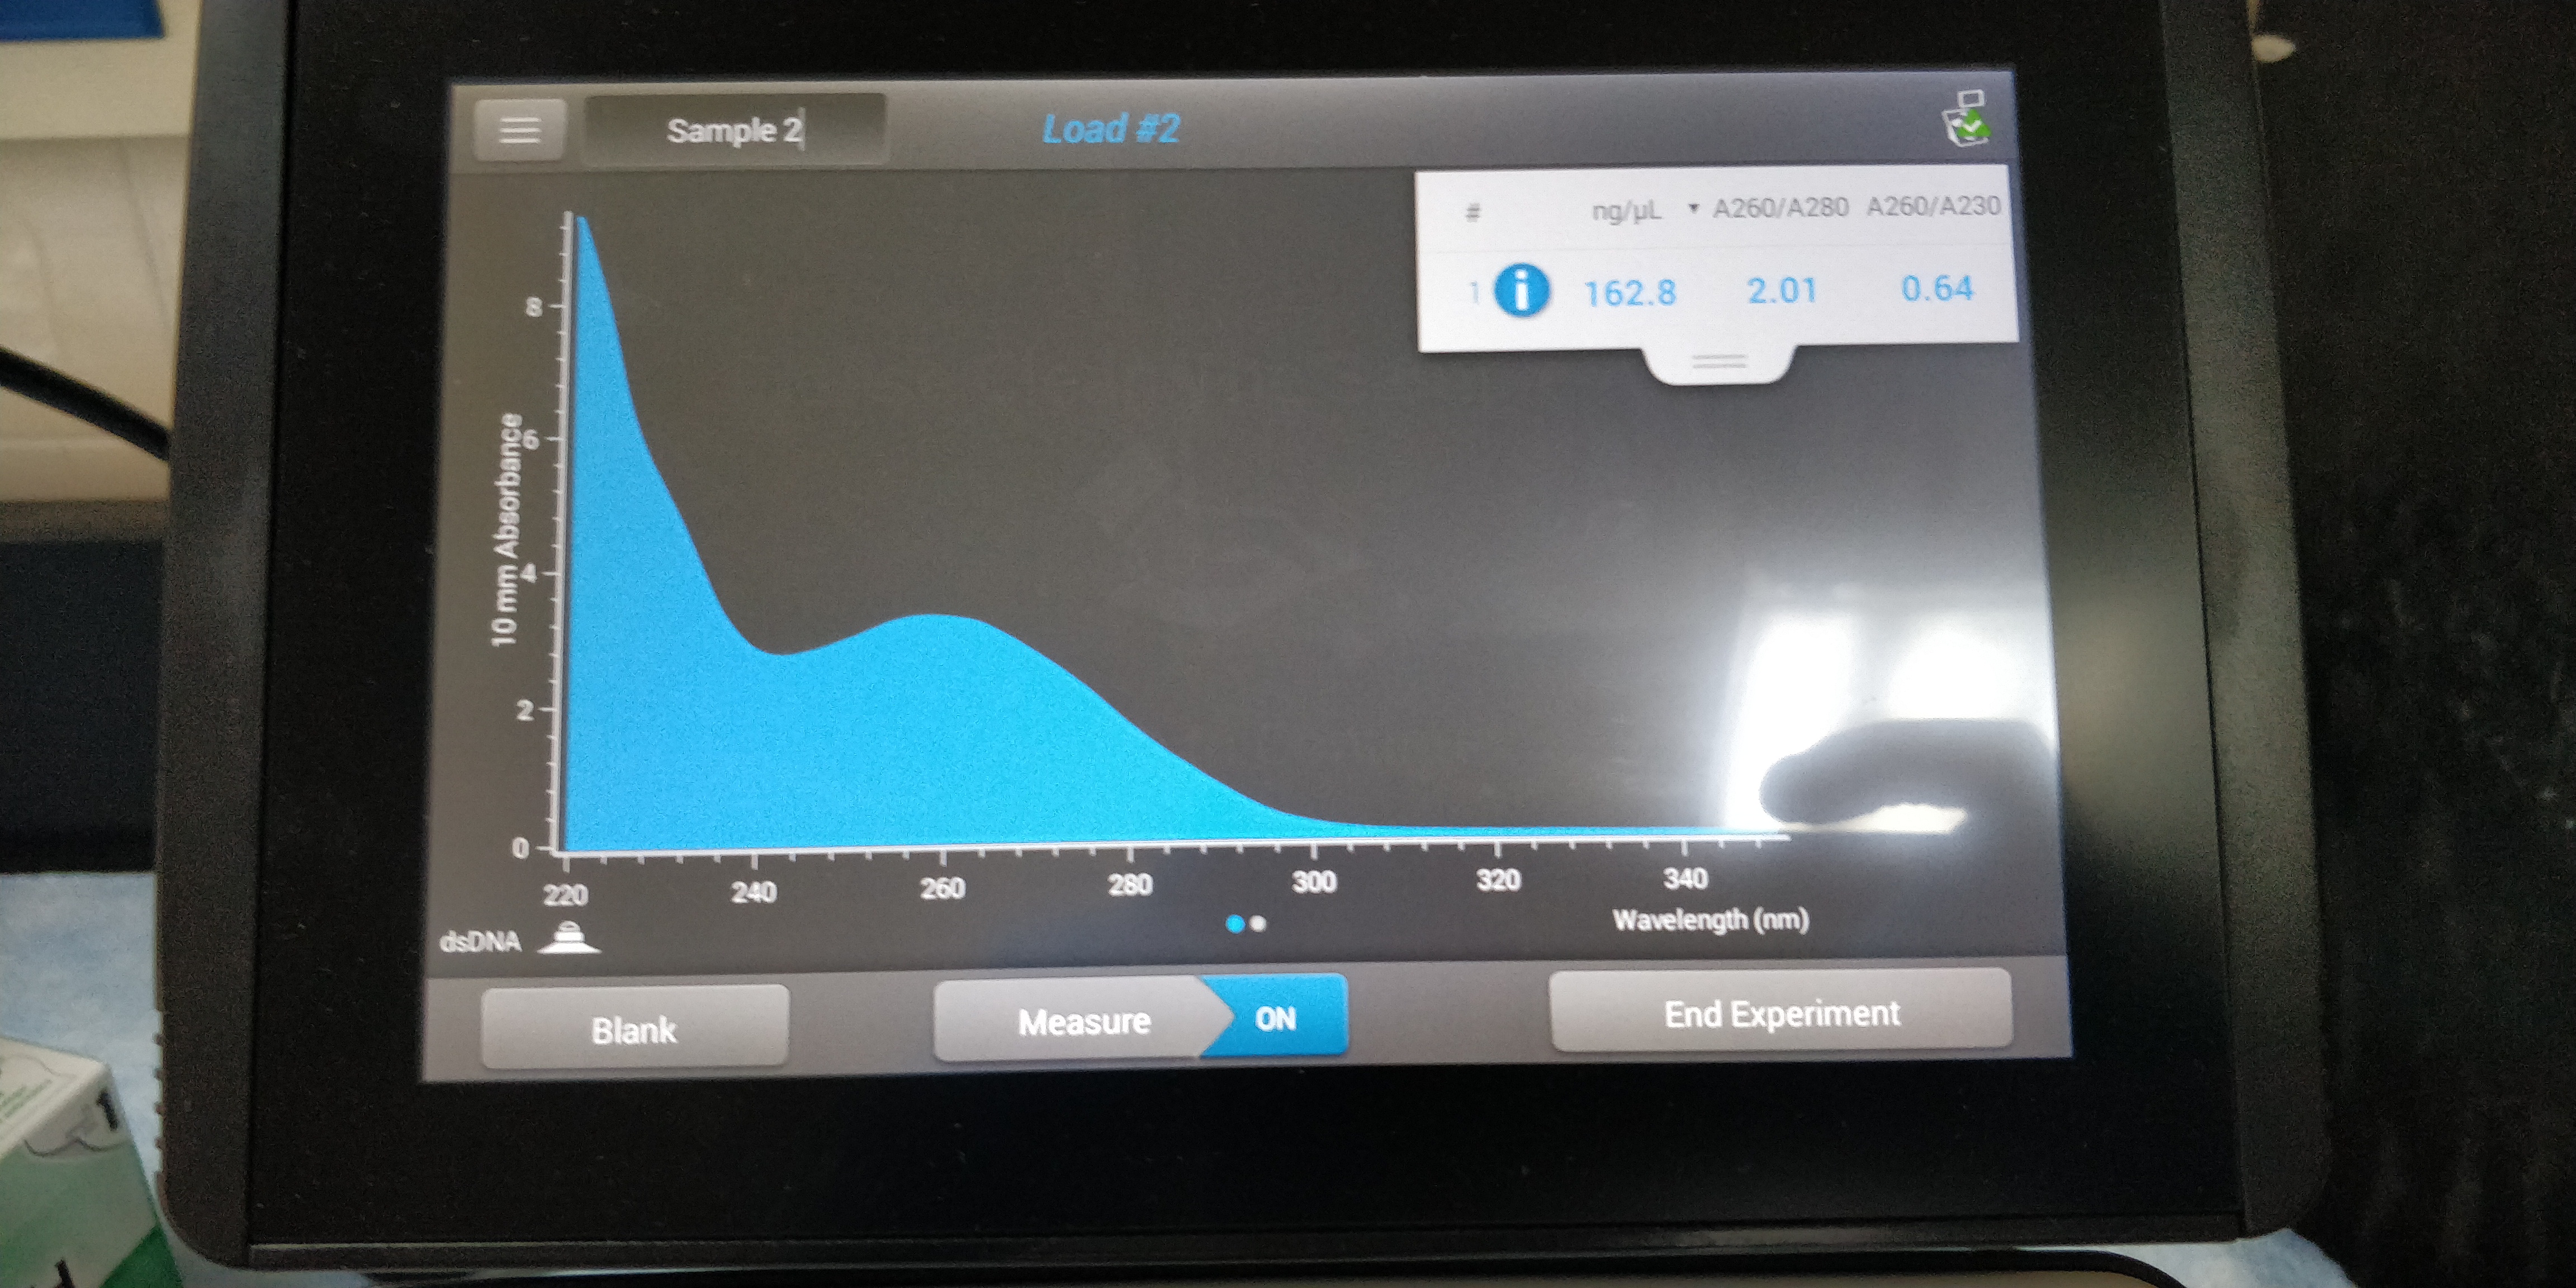 Sample 2
Load #2
# ng/µL ▼ A260/A280 A260/A230
1 i 162.8 2.01 0.64
10 mm Absorbance
8
6
4
2
0
220 240 260 280 300 320 340
Wavelength (nm)
dsDNA
Blank
Measure ON
End Experiment